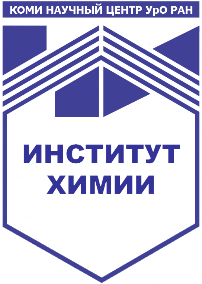 КОМИ НАУЧНЫЙ ЦЕНТР УрО РАН
ИНСТИТУТ
ХИМИИ